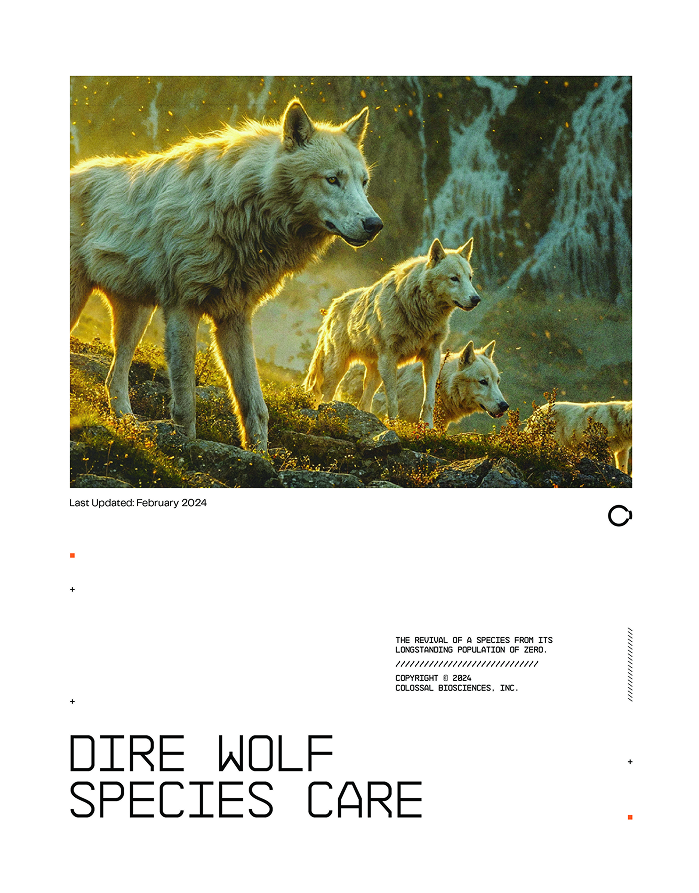 Last Updated: February 2024
THE REVIVAL OF A SPECIES FROM ITS
LONGSTANDING POPULATION OF ZERO.
//////////////////////////////
COPYRIGHT © 2024
COLOSSAL BIOSCIENCES, INC.
DIRE WOLF
SPECIES CARE